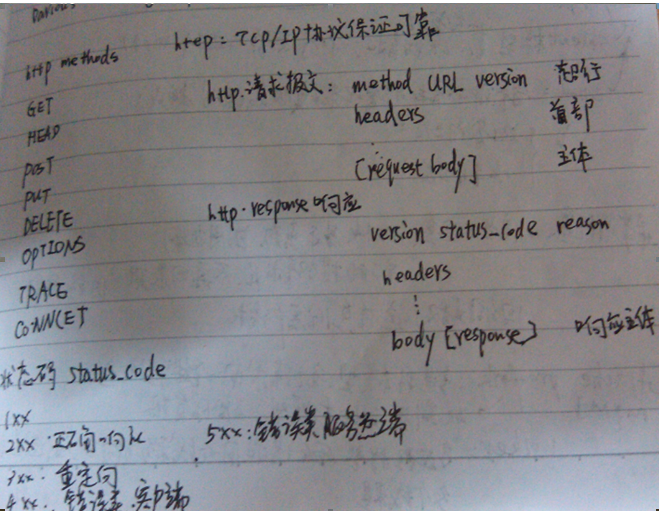 http: TCP/IP协议保证可靠
http methods
GET
HEAD
POST
PUT
DELETE
OPTIONS
TRACE
CONNCET
http 请求报文: method URL version 起始行
headers 首部
[request body] 主体
http response 响应
version status_code reason
headers
⋮
body [response] 响应主体
状态码 status_code
1xx
2xx 正确响应
3xx: 重定向
4xx: 错误类 客户端
5xx: 错误类 服务器端